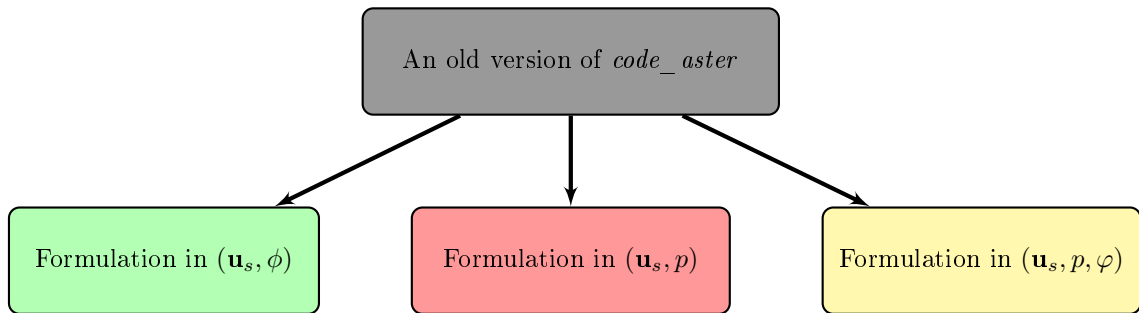 An old version of code_aster
Formulation in (u_s, ϕ)
Formulation in (u_s, p)
Formulation in (u_s, p, φ)